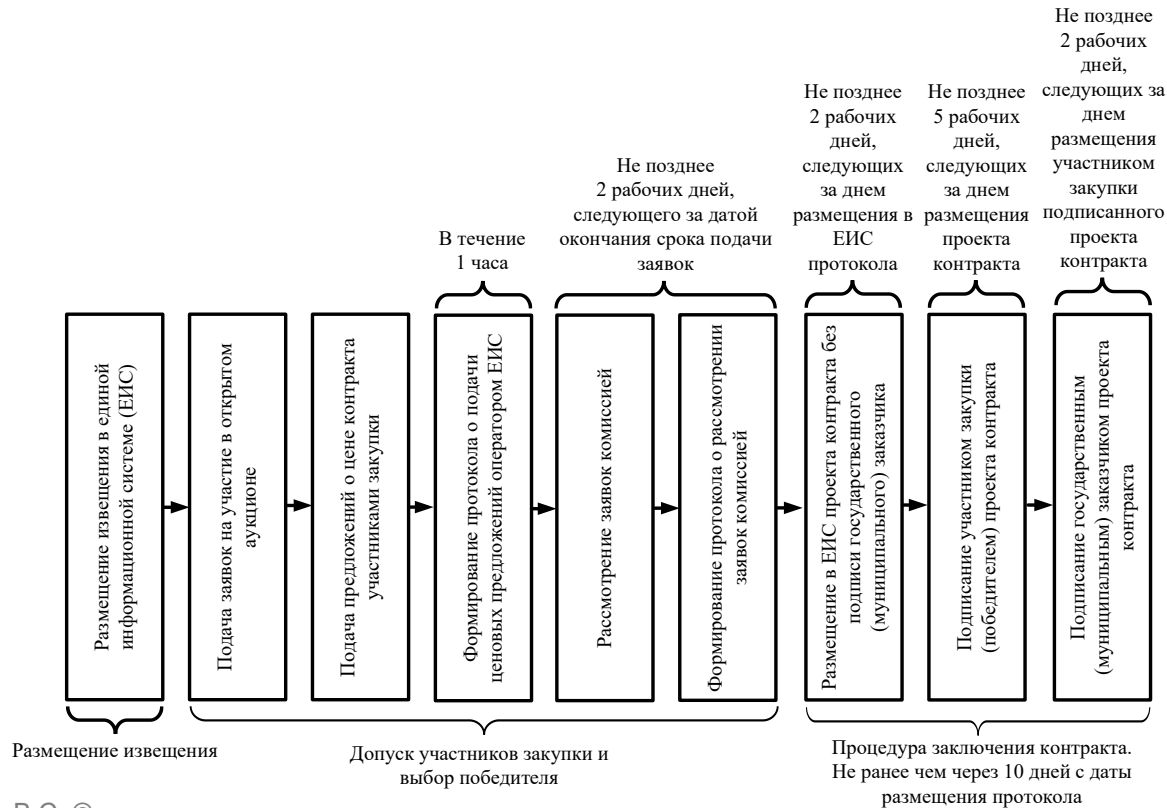 Не позднее
2 рабочих
дней,
следующих за
днем
размещения
участником
закупки
подписанного
проекта
контракта
Не позднее
5 рабочих
дней,
следующих за
днем
размещения
проекта
контракта
Не позднее
2 рабочих
дней,
следующих
за днем
размещения в
ЕИС
протокола
Не позднее
2 рабочих дней,
следующего за датой
окончания срока подачи
заявок
В течение
1 часа
Размещение извещения в единой
информационной системе (ЕИС)
Подача заявок на участие в открытом
аукционе
Подача предложений о цене контракта
участниками закупки
Формирование протокола о подачи
ценовых предложений оператором ЕИС
Рассмотрение заявок комиссией
Формирование протокола о рассмотрении
заявок комиссией
Размещение в ЕИС проекта контракта без
подписи государственного
(муниципального) заказчика
Подписание участником закупки
(победителем) проекта контракта
Подписание государственным
(муниципальным) заказчиком проекта
контракта
Размещение извещения
Допуск участников закупки и
выбор победителя
Процедура заключения контракта.
Не ранее чем через 10 дней с даты
размещения протокола